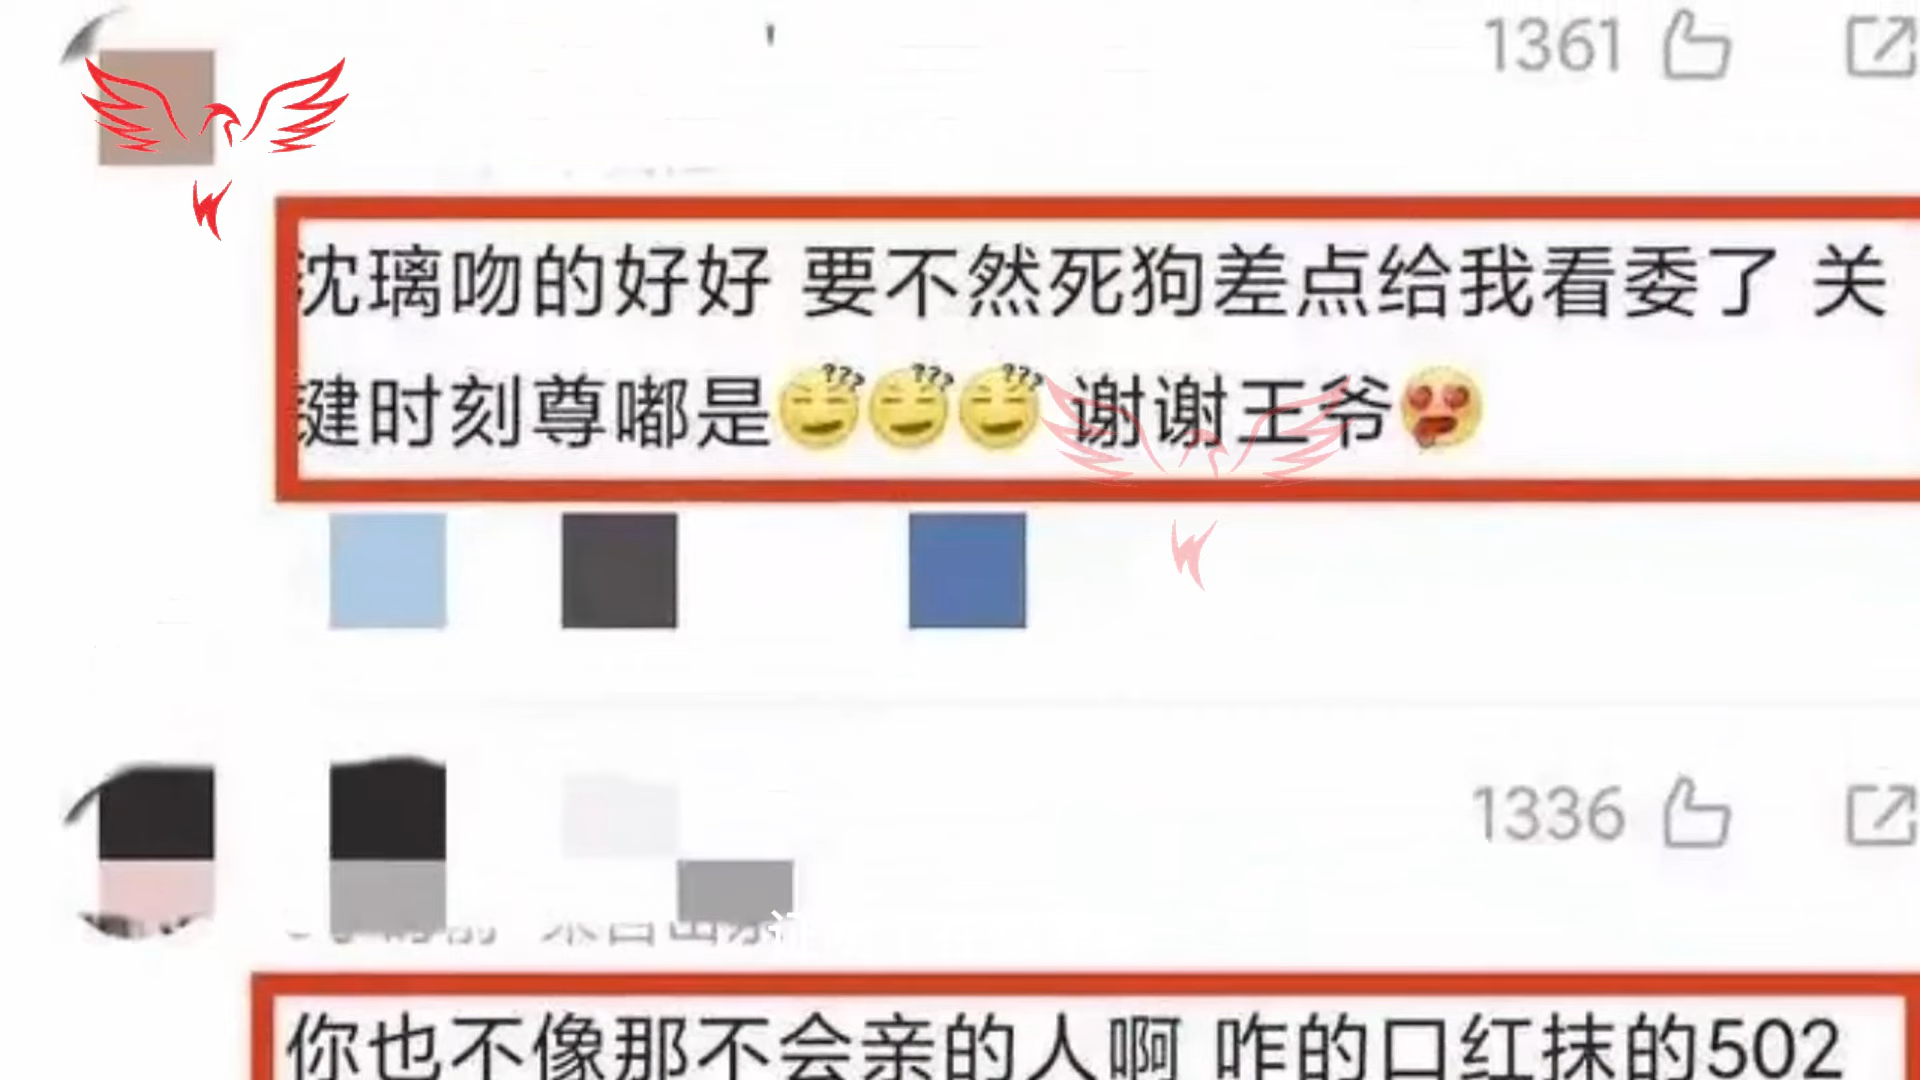 1361
沈璃吻的好好 要不然死狗差点给我看委了 关
键时刻尊嘟是??? ??? ???谢谢王爷
1336
你也不像那不会亲的人啊 咋的口红抹的502